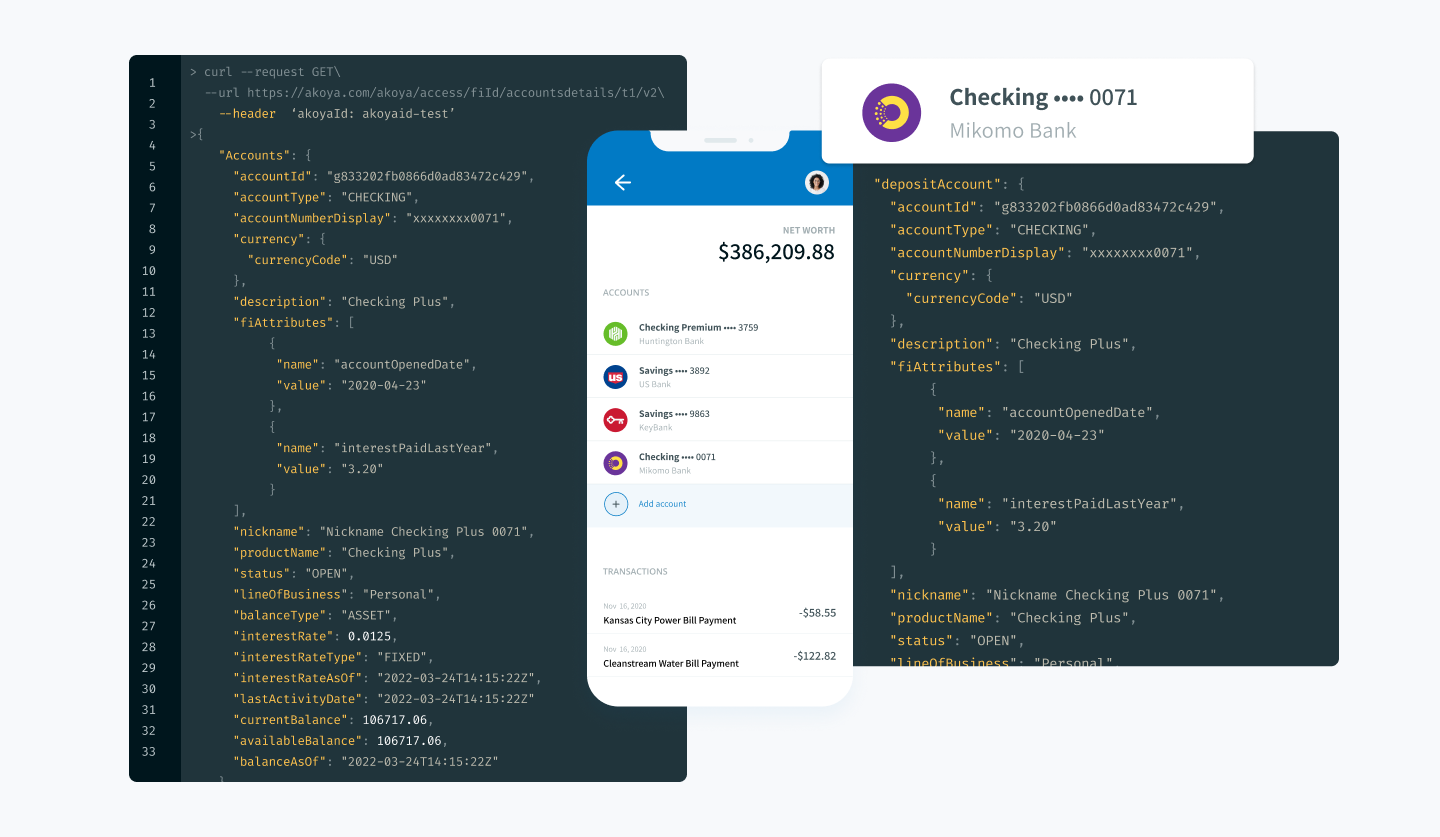 1
2
3
4
5
6
7
8
9
10
11
12
13
14
15
16
17
18
19
20
21
22
23
24
25
26
27
28
29
30
31
32
33
> curl --request GET\
--url https://akoya.com/akoya/access/fiId/accountsdetails/t1/v2\
--header ‘akoyaId: akoyaid-test’
>{
"Accounts": {
"accountId": "g833202fb0866d0ad83472c429",
"accountType": "CHECKING",
"accountNumberDisplay": "xxxxxxxx0071",
"currency": {
"currencyCode": "USD"
},
"description": "Checking Plus",
"fiAttributes": [
{
"name": "accountOpenedDate",
"value": "2020-04-23"
},
{
"name": "interestPaidLastYear",
"value": "3.20"
}
],
"nickname": "Nickname Checking Plus 0071",
"productName": "Checking Plus",
"status": "OPEN",
"lineOfBusiness": "Personal",
"balanceType": "ASSET",
"interestRate": 0.0125,
"interestRateType": "FIXED",
"interestRateAsOf": "2022-03-24T14:15:22Z",
"lastActivityDate": "2022-03-24T14:15:22Z"
"currentBalance": 106717.06,
"availableBalance": 106717.06,
"balanceAsOf": "2022-03-24T14:15:22Z"
}
NET WORTH
$386,209.88
ACCOUNTS
Checking Premium •••• 3759
Huntington Bank
us
Savings •••• 3892
US Bank
Savings •••• 9863
KeyBank
Checking •••• 0071
Mikomo Bank
+
Add account
TRANSACTIONS
Nov 16, 2020
Kansas City Power Bill Payment
-$58.55
Nov 16, 2020
Cleanstream Water Bill Payment
-$122.82
Checking •••• 0071
Mikomo Bank
"depositAccount": {
"accountId": "g833202fb0866d0ad83472c429",
"accountType": "CHECKING",
"accountNumberDisplay": "xxxxxxxx0071",
"currency": {
"currencyCode": "USD"
},
"description": "Checking Plus",
"fiAttributes": [
{
"name": "accountOpenedDate",
"value": "2020-04-23"
},
{
"name": "interestPaidLastYear",
"value": "3.20"
}
],
"nickname": "Nickname Checking Plus 0071",
"productName": "Checking Plus",
"status": "OPEN",
"lineOfBusiness": "Personal"